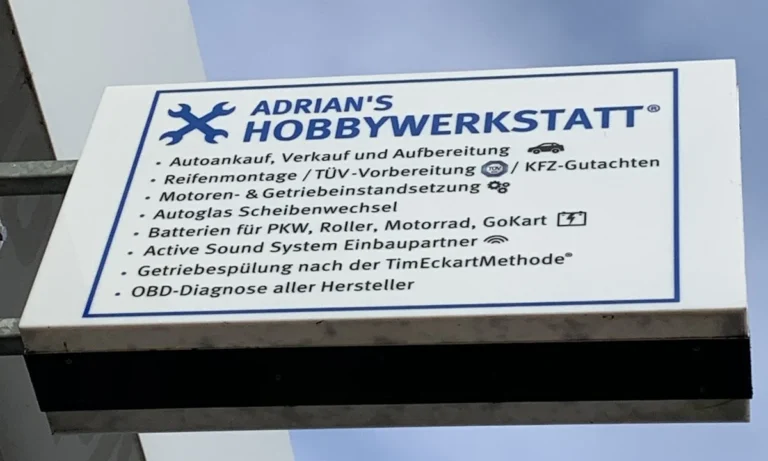 ADRIAN'S
HOBBYWERKSTATT®
• Autoankauf, Verkauf und Aufbereitung
• Reifenmontage / TÜV-Vorbereitung TÜV / KFZ-Gutachten
• Motoren- & Getriebeinstandsetzung
• Autoglas Scheibenwechsel
• Batterien für PKW, Roller, Motorrad, GoKart
• Active Sound System Einbaupartner
• Getriebespülung nach der TimEckartMethode®
• OBD-Diagnose aller Hersteller